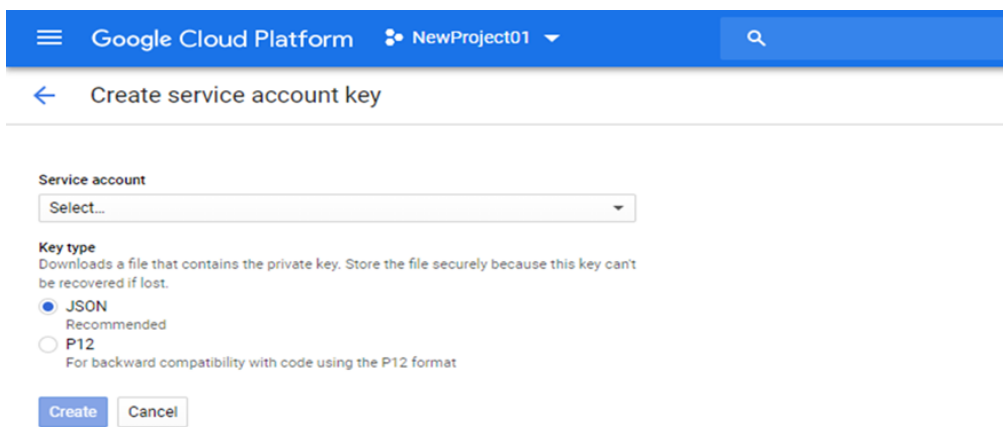 Google Cloud Platform NewProject01
Create service account key
Service account
Select...
Key type
Downloads a file that contains the private key. Store the file securely because this key can't
be recovered if lost.
JSON
Recommended
P12
For backward compatibility with code using the P12 format
Create Cancel